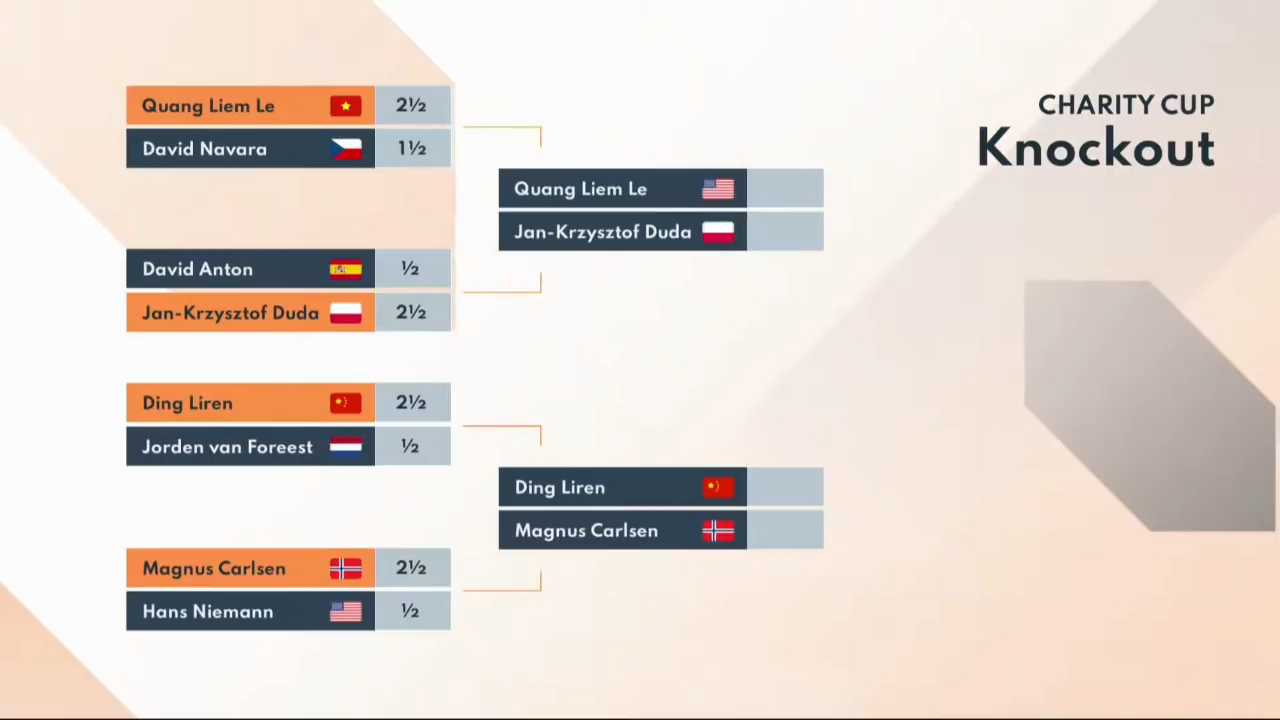 CHARITY CUP
Knockout
Quang Liem Le 2½
David Navara 1½
David Anton ½
Jan-Krzysztof Duda 2½
Ding Liren 2½
Jorden van Foreest ½
Magnus Carlsen 2½
Hans Niemann ½
Quang Liem Le
Jan-Krzysztof Duda
Ding Liren
Magnus Carlsen